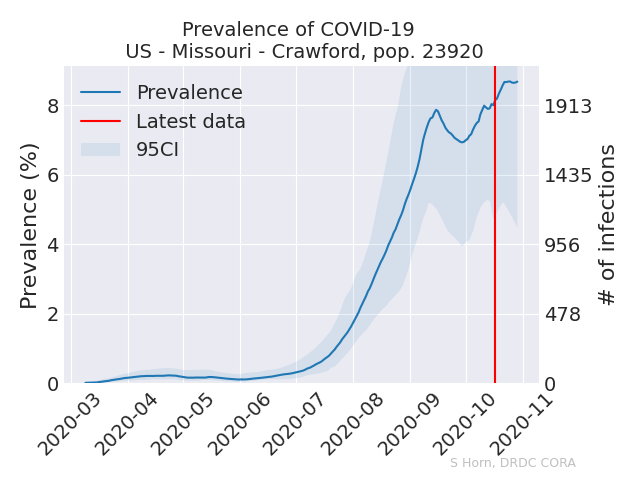 Prevalence of COVID-19
US - Missouri - Crawford, pop. 23920
Prevalence
Latest data
95CI
Prevalence (%)
8
6
4
2
0
1913
1435
956
478
0
# of infections
2020-03
2020-04
2020-05
2020-06
2020-07
2020-08
2020-09
2020-10
2020-11
S Horn, DRDC CORA